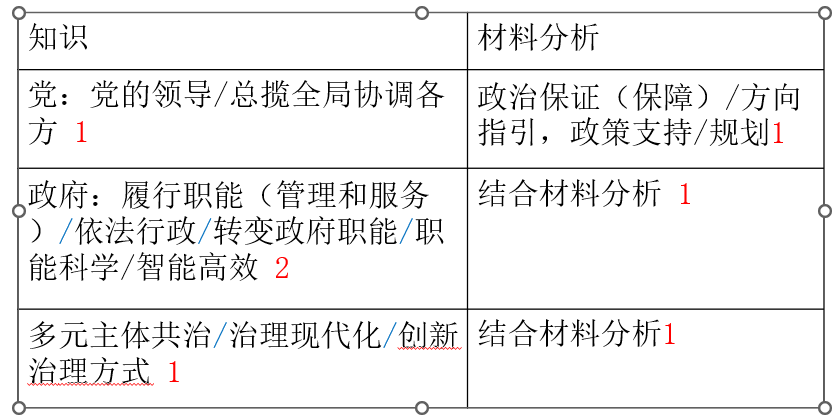 知识
材料分析
党：党的领导/总揽全局协调各
方 1
政治保证（保障）/方向
指引，政策支持/规划1
政府：履行职能（管理和服务
）/依法行政/转变政府职能/职
能科学/智能高效 2
结合材料分析 1
多元主体共治/治理现代化/创新
治理方式 1
结合材料分析1